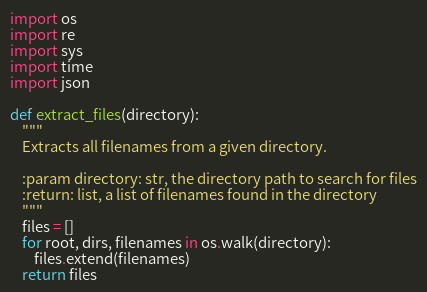 import os
import re
import sys
import time
import json

def extract_files(directory):
    """
    Extracts all filenames from a given directory.

    :param directory: str, the directory path to search for files
    :return: list, a list of filenames found in the directory
    """
    files = []
    for root, dirs, filenames in os.walk(directory):
        files.extend(filenames)
    return files